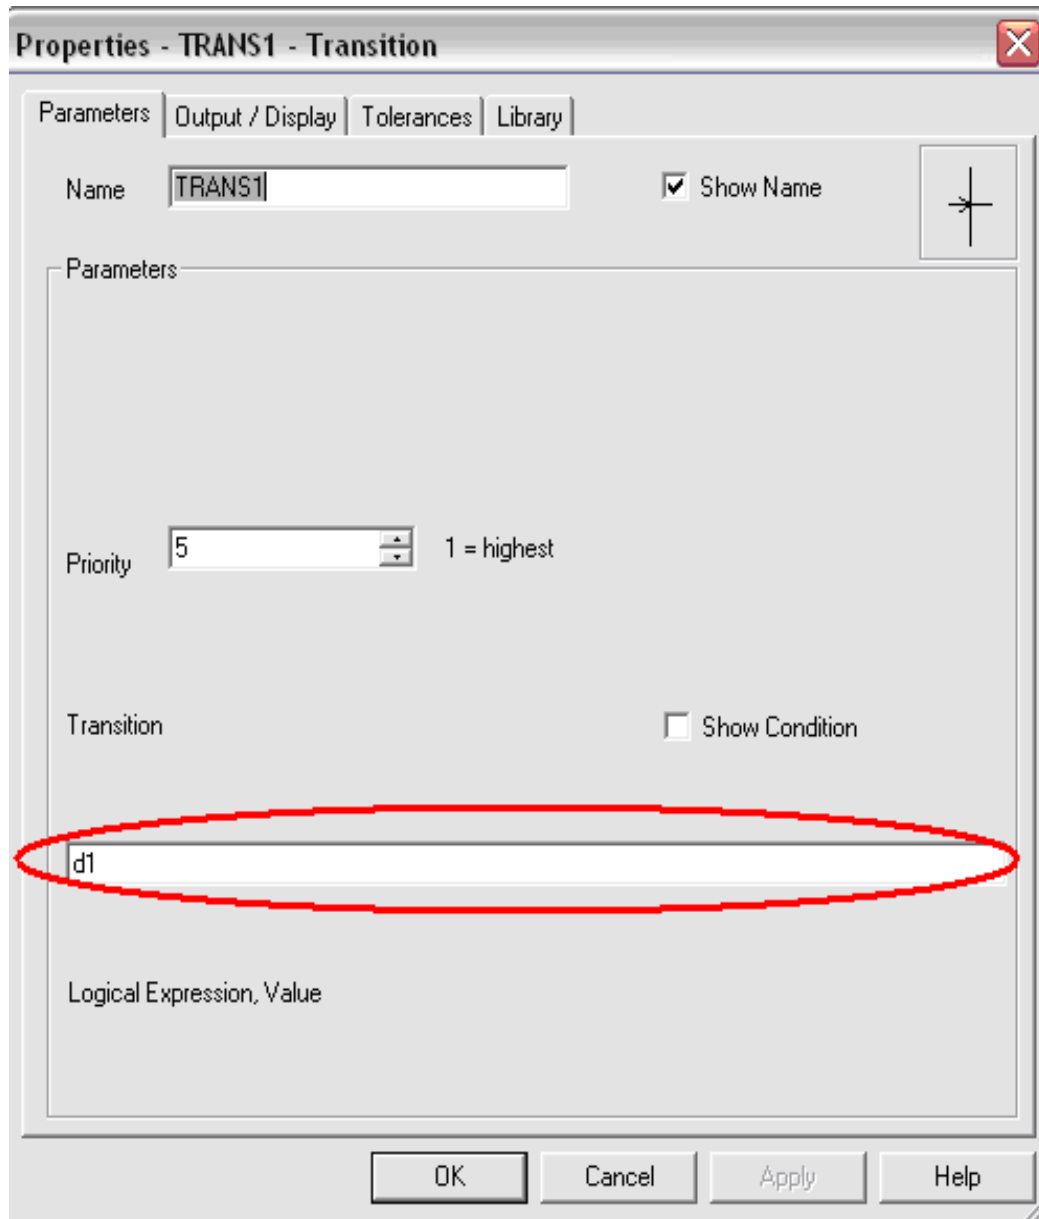 Properties - TRANS1 - Transition
Parameters Output / Display Tolerances Library
Name TRANS1 Show Name
Parameters
Priority 5 1 = highest
Transition Show Condition
d1
Logical Expression, Value
OK Cancel Apply Help